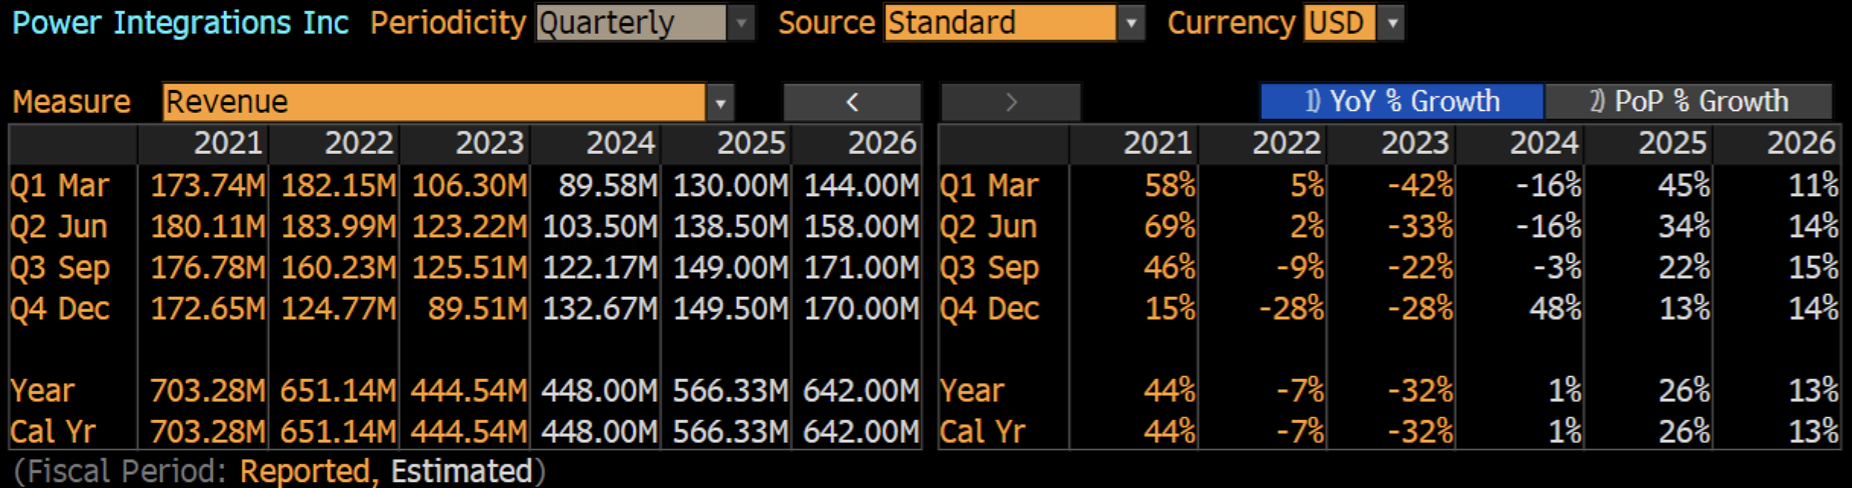 Power Integrations Inc Periodicity Quarterly Source Standard Currency USD
Measure Revenue < > 1) YoY % Growth 2) PoP % Growth
2021 2022 2023 2024 2025 2026 2021 2022 2023 2024 2025 2026
Q1 Mar 173.74M 182.15M 106.30M 89.58M 130.00M 144.00M Q1 Mar 58% 5% -42% -16% 45% 11%
Q2 Jun 180.11M 183.99M 123.22M 103.50M 138.50M 158.00M Q2 Jun 69% 2% -33% -16% 34% 14%
Q3 Sep 176.78M 160.23M 125.51M 122.17M 149.00M 171.00M Q3 Sep 46% -9% -22% -3% 22% 15%
Q4 Dec 172.65M 124.77M 89.51M 132.67M 149.50M 170.00M Q4 Dec 15% -28% -28% 48% 13% 14%
Year 703.28M 651.14M 444.54M 448.00M 566.33M 642.00M Year 44% -7% -32% 1% 26% 13%
Cal Yr 703.28M 651.14M 444.54M 448.00M 566.33M 642.00M Cal Yr 44% -7% -32% 1% 26% 13%
(Fiscal Period: Reported, Estimated)